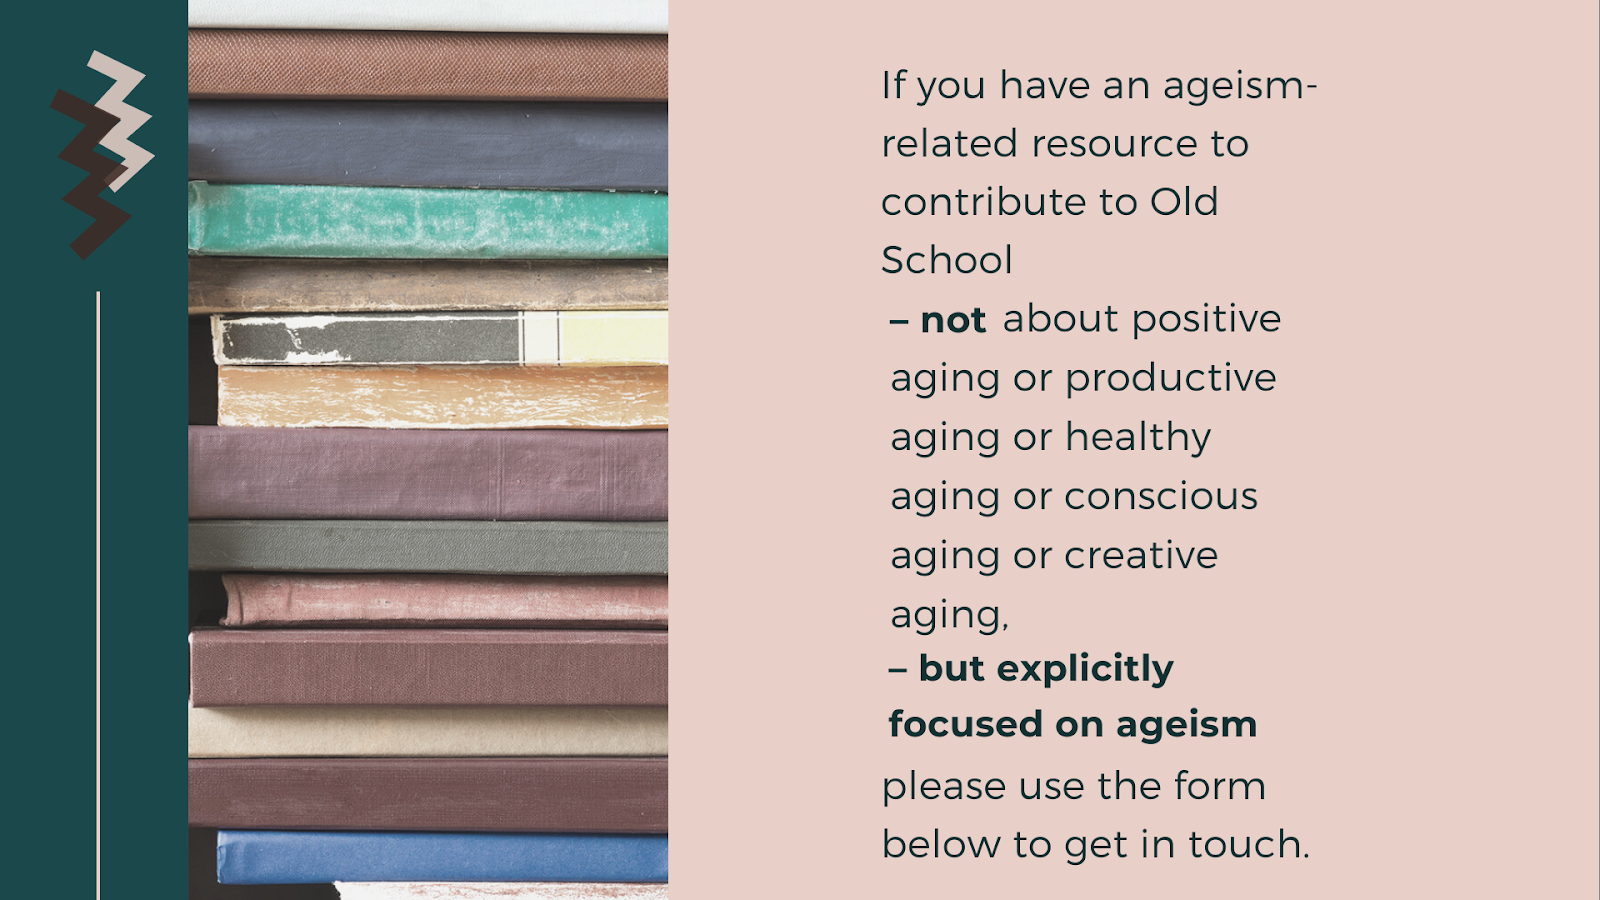 If you have an ageism-
related resource to
contribute to Old
School
– not about positive
aging or productive
aging or healthy
aging or conscious
aging or creative
aging,
– but explicitly
focused on ageism
please use the form
below to get in touch.